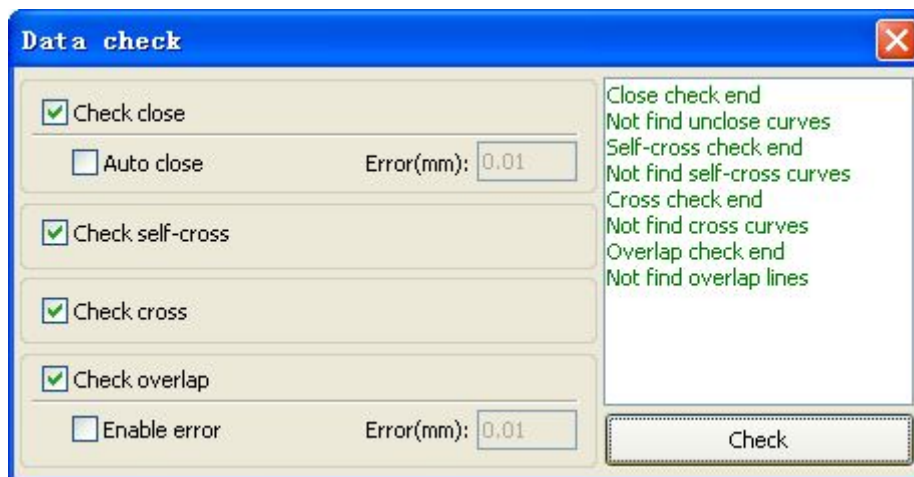 Data check
Check close
Auto close Error(mm): 0.01
Check self-cross
Check cross
Check overlap
Enable error Error(mm): 0.01
Close check end
Not find unclose curves
Self-cross check end
Not find self-cross curves
Cross check end
Not find cross curves
Overlap check end
Not find overlap lines
Check